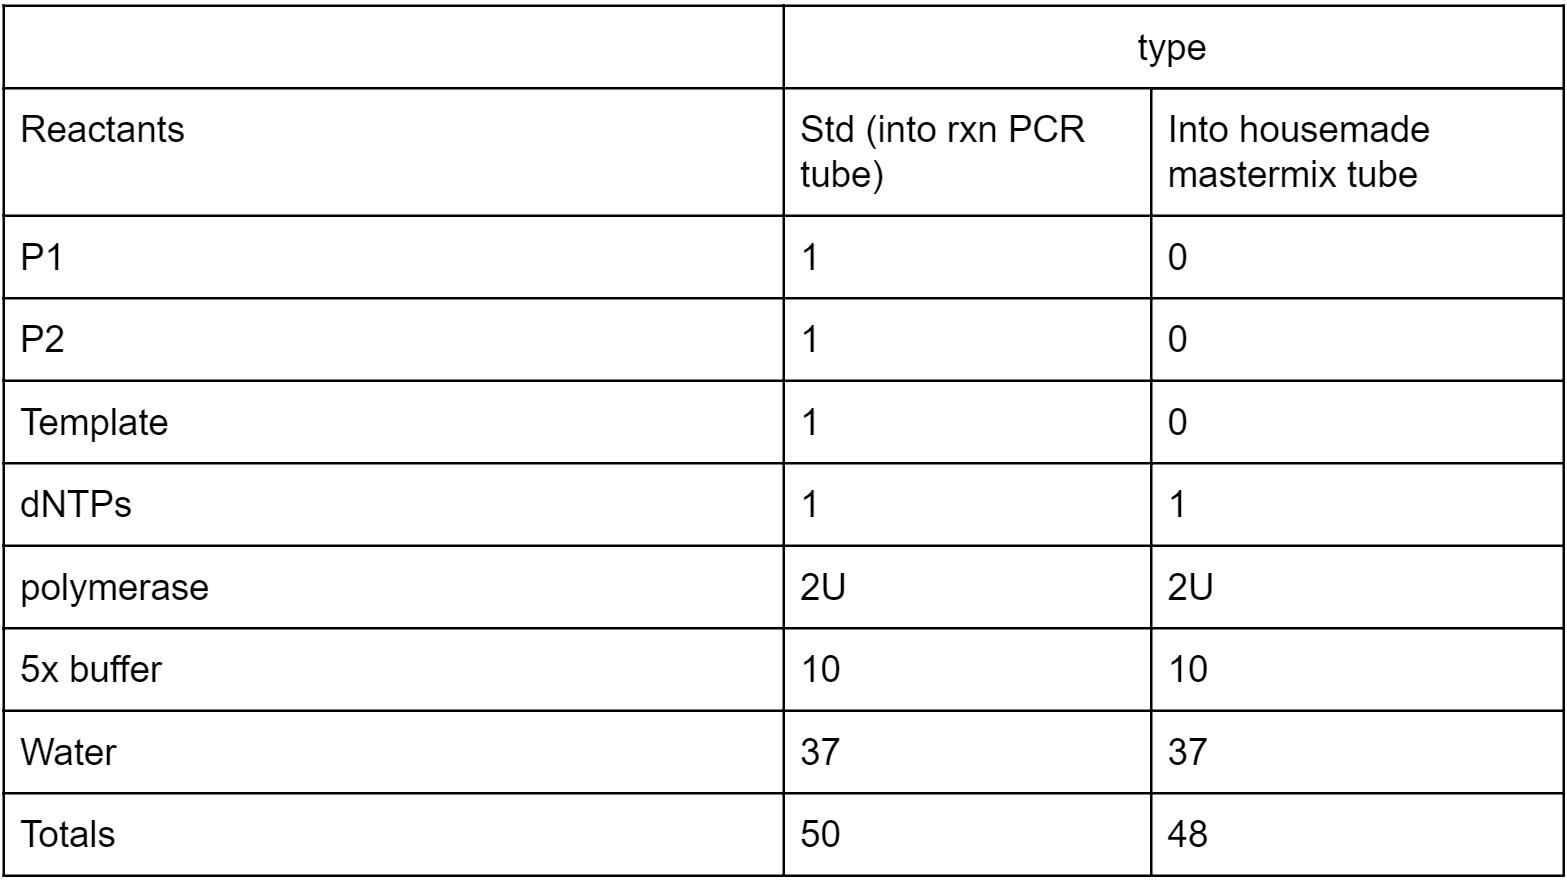 type
Reactants
Std (into rxn PCR
tube)
Into housemade
mastermix tube
P1
1
0
P2
1
0
Template
1
0
dNTPs
1
1
polymerase
2U
2U
5x buffer
10
10
Water
37
37
Totals
50
48